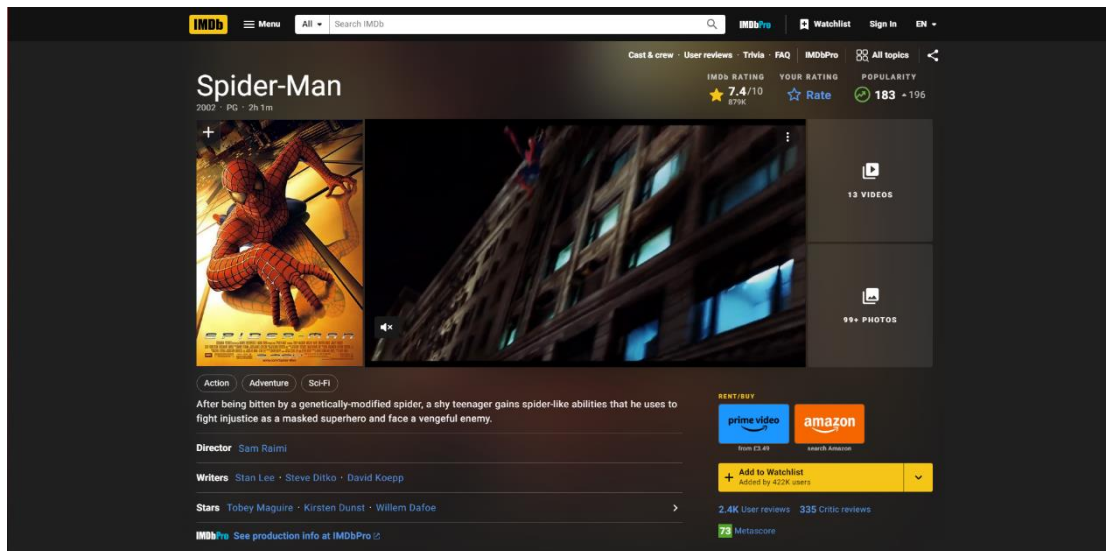 IMDb Menu All Search IMDb IMDbPro Watchlist Sign In EN
Cast & crew · User reviews · Trivia · FAQ IMDbPro All topics
Spider-Man
2002 · PG · 2h 1m
IMDb RATING YOUR RATING POPULARITY
7.4/10 Rate 183 196
879K
13 VIDEOS
99+ PHOTOS
SPIDER-MAN
Action Adventure Sci-Fi
After being bitten by a genetically-modified spider, a shy teenager gains spider-like abilities that he uses to
fight injustice as a masked superhero and face a vengeful enemy.
Director Sam Raimi
Writers Stan Lee · Steve Ditko · David Koepp
Stars Tobey Maguire · Kirsten Dunst · Willem Dafoe
IMDbPro See production info at IMDbPro
RENT/BUY
prime video amazon
from £3.49 search Amazon
Add to Watchlist
Added by 422K users
2.4K User reviews 335 Critic reviews
73 Metascore